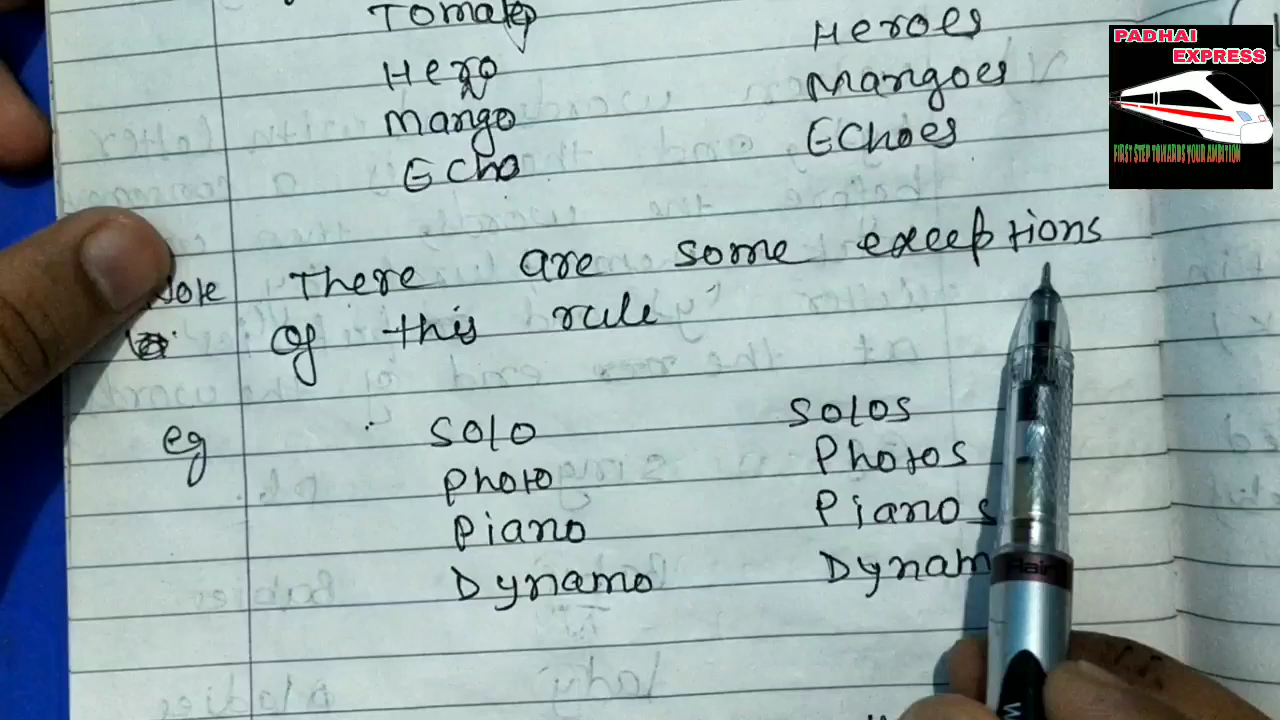 Tomato
Hero Heroes
Mango Mangoes
Echo Echoes
Note There are some exceptions
of this rule
eg Solo Solos
Photo Photos
Piano Pianos
Dynamo Dynam
PADHAI
EXPRESS
FIRST STEP TOWARDS YOUR AMBITION